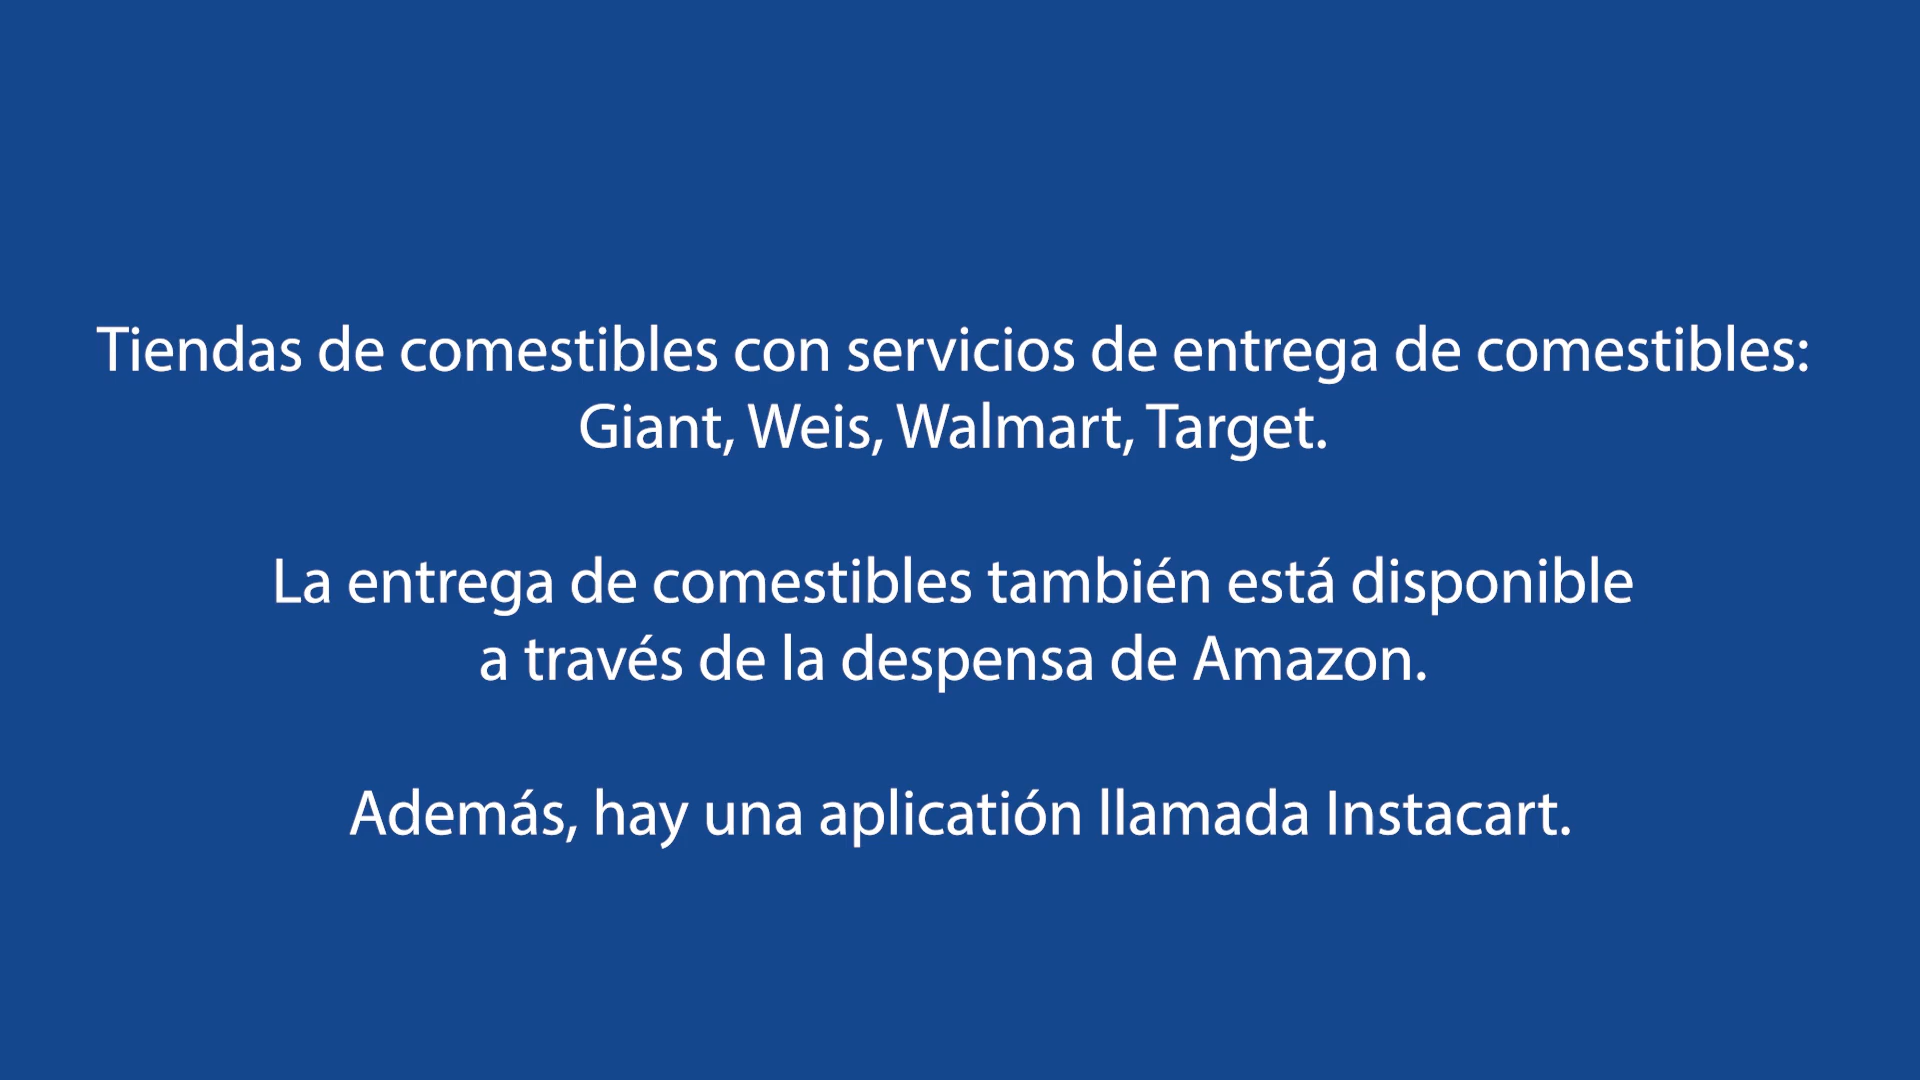 Tiendas de comestibles con servicios de entrega de comestibles:
Giant, Weis, Walmart, Target.
La entrega de comestibles también está disponible
a través de la despensa de Amazon.
Además, hay una aplicatión llamada Instacart.